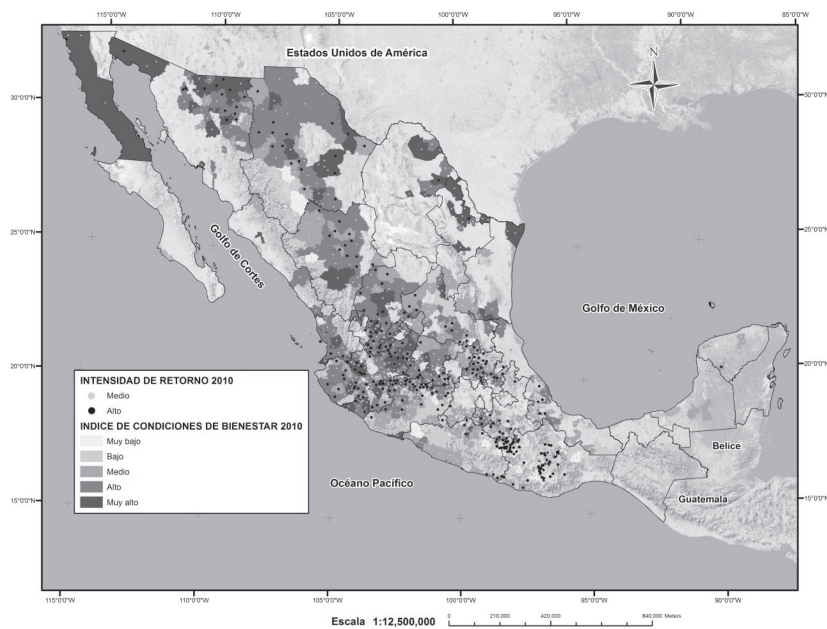 115°0'0"W 110°0'0"W 105°0'0"W 100°0'0"W 95°0'0"W 90°0'0"W 85°0'0"W
Estados Unidos de América
N
30°0'0"N 30°0'0"N
25°0'0"N 25°0'0"N
Golfo de Cortes
Golfo de México
20°0'0"N 20°0'0"N
INTENSIDAD DE RETORNO 2010
Medio
Alto
INDICE DE CONDICIONES DE BIENESTAR 2010
Muy bajo
Bajo
Medio
Alto
Muy alto
Belice
Océano Pacífico
Guatemala
15°0'0"N 15°0'0"N
115°0'0"W 110°0'0"W 105°0'0"W 100°0'0"W 95°0'0"W 90°0'0"W
Escala 1:12,500,000 0 210,000 420,000 840,000 Meters